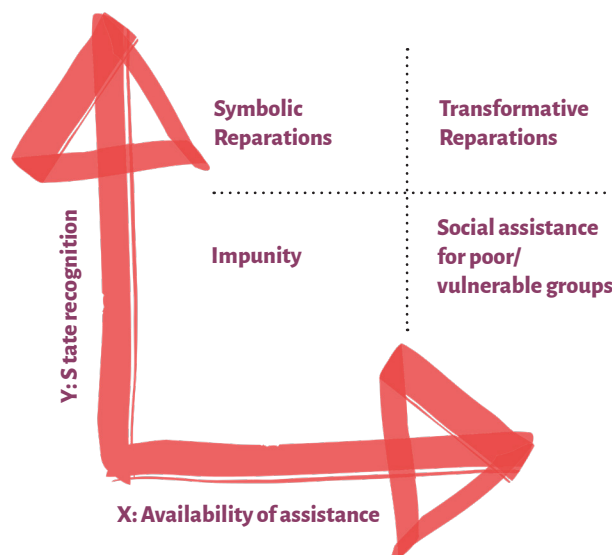 Symbolic
Reparations
Transformative
Reparations
Impunity
Social assistance
for poor/
vulnerable groups
Y: S tate recognition
X: Availability of assistance